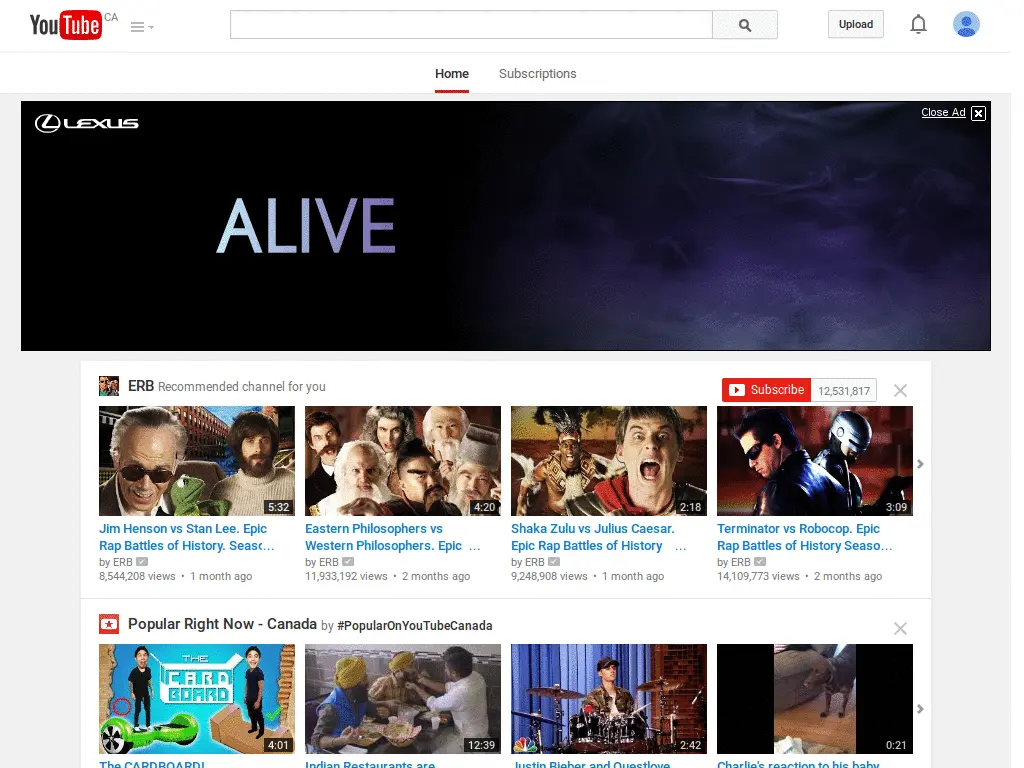 YouTube CA
Upload
Home Subscriptions
LEXUS
Close Ad
ALIVE
ERB Recommended channel for you
Subscribe 12,531,817
5:32
4:20
2:18
3:09
Jim Henson vs Stan Lee. Epic
Rap Battles of History. Seasc...
by ERB
8,544,208 views • 1 month ago
Eastern Philosophers vs
Western Philosophers. Epic ...
by ERB
11,933,192 views • 2 months ago
Shaka Zulu vs Julius Caesar.
Epic Rap Battles of History ...
by ERB
9,248,908 views • 1 month ago
Terminator vs Robocop. Epic
Rap Battles of History Seaso...
by ERB
14,109,773 views • 2 months ago
Popular Right Now - Canada by #PopularOnYouTubeCanada
THE
CARD
BOARD
4:01
12:39
2:42
0:21
The CARDBOARD!
Indian Restaurants are
Justin Bieber and Questlove
Charlie's reaction to his baby